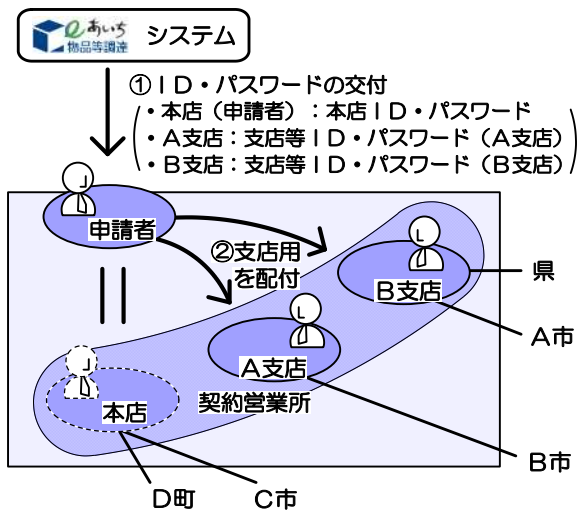 eあいち
物品等調達
システム
①ID・パスワードの交付
・本店(申請者):本店ID・パスワード
・A支店:支店等ID・パスワード(A支店)
・B支店:支店等ID・パスワード(B支店)
申請者
②支店用
を配付
B支店
県
A市
A支店
契約営業所
本店
B市
D町
C市